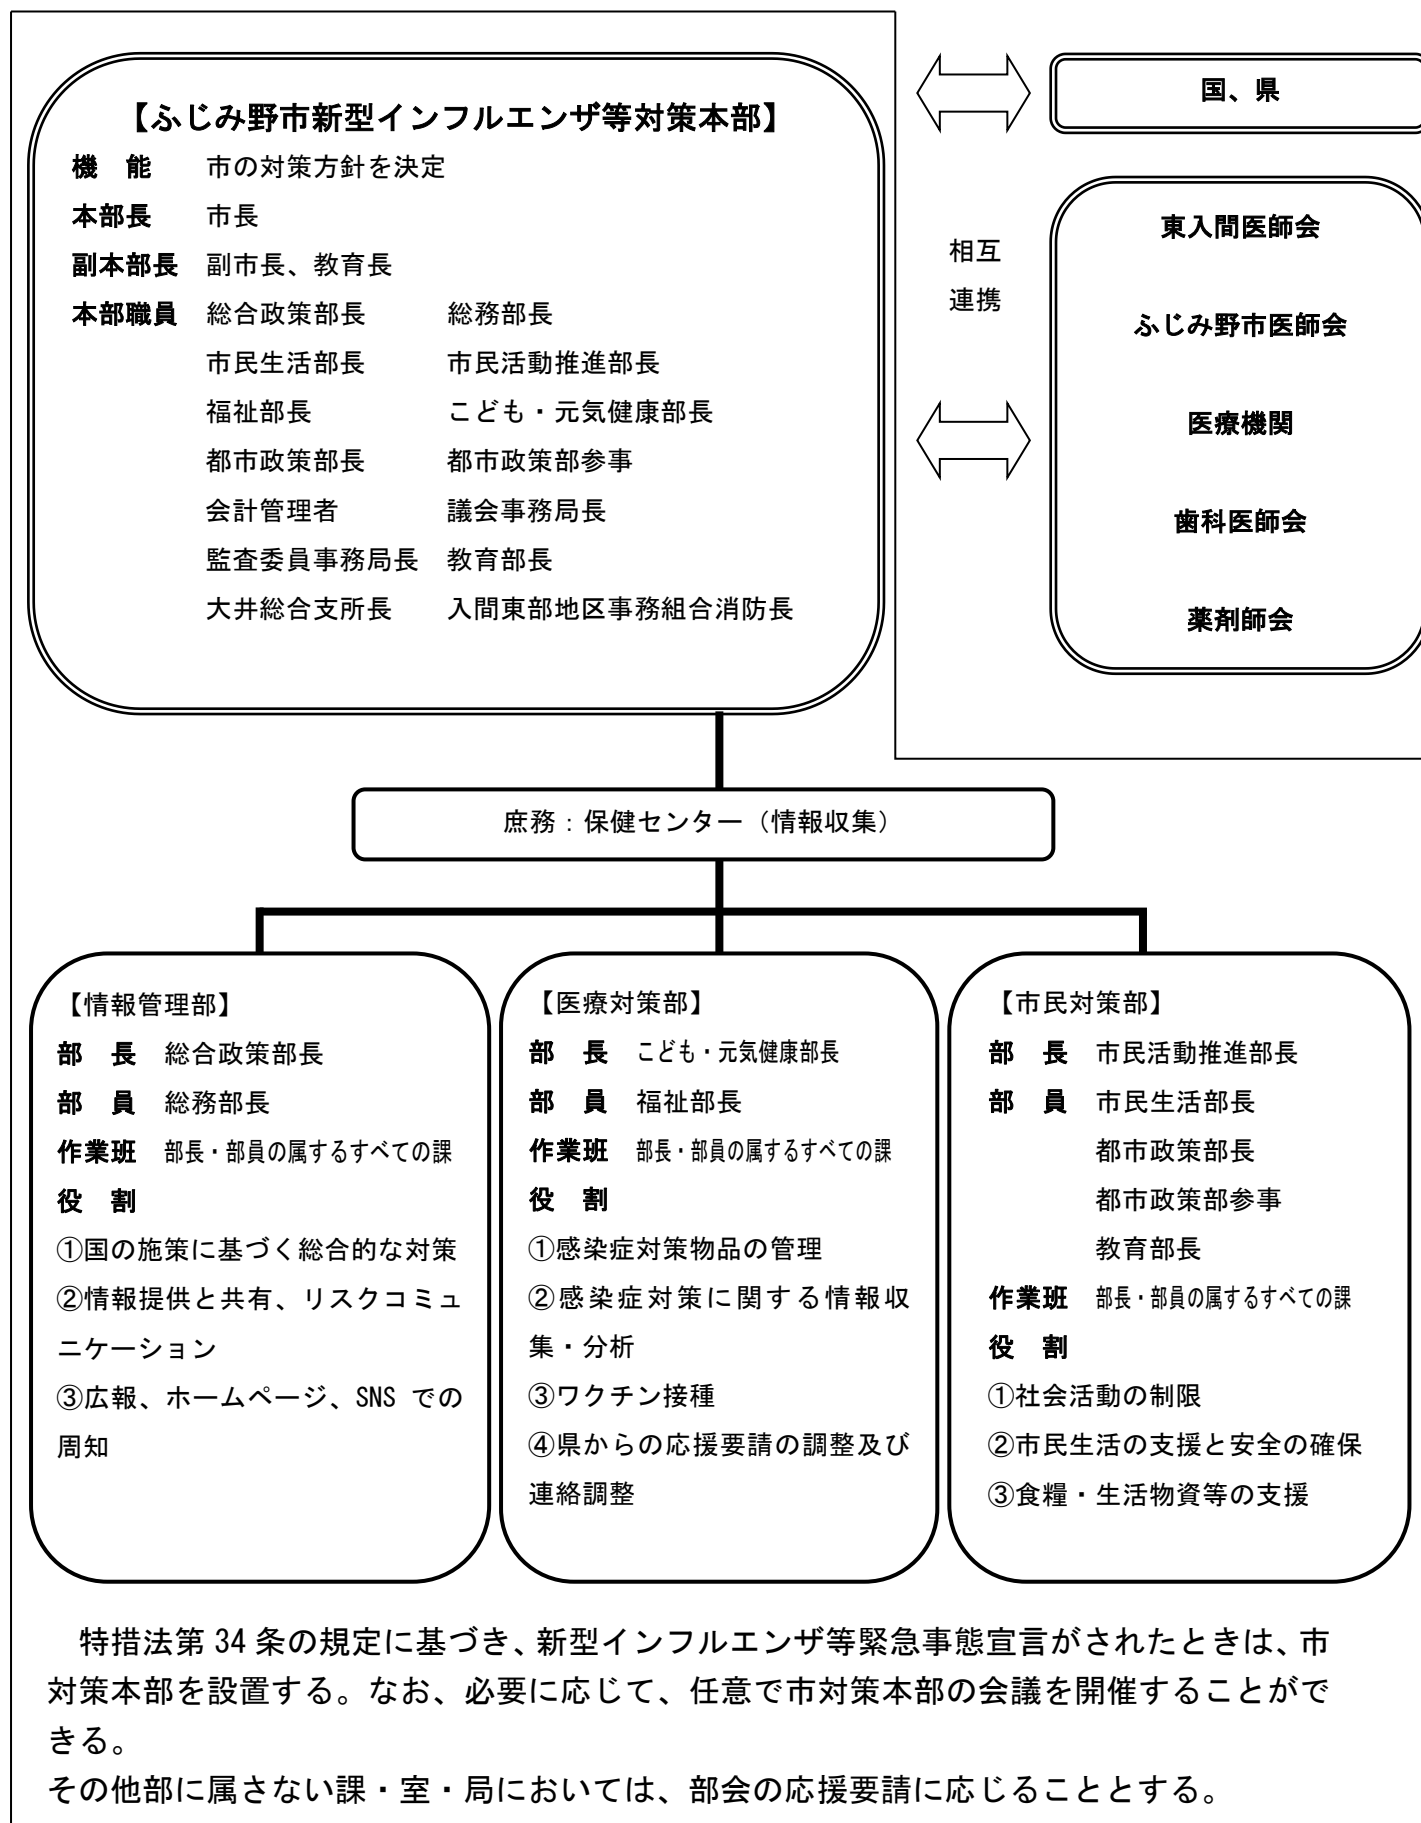 【ふじみ野市新型インフルエンザ等対策本部】
機　能　市の対策方針を決定
本部長　市長
副本部長　副市長、教育長
本部職員　総合政策部長　総務部長
市民生活部長　市民活動推進部長
福祉部長　こども・元気健康部長
都市政策部長　都市政策部参事
会計管理者　議会事務局長
監査委員事務局長　教育部長
大井総合支所長　入間東部地区事務組合消防長
相互
連携
国、県
東入間医師会
ふじみ野市医師会
医療機関
歯科医師会
薬剤師会
庶務：保健センター（情報収集）
【情報管理部】
部　長　総合政策部長
部　員　総務部長
作業班　部長・部員の属するすべての課
役　割
①国の施策に基づく総合的な対策
②情報提供と共有、リスクコミュ
ニケーション
③広報、ホームページ、SNS での
周知
【医療対策部】
部　長　こども・元気健康部長
部　員　福祉部長
作業班　部長・部員の属するすべての課
役　割
①感染症対策物品の管理
②感染症対策に関する情報収
集・分析
③ワクチン接種
④県からの応援要請の調整及び
連絡調整
【市民対策部】
部　長　市民活動推進部長
部　員　市民生活部長
都市政策部長
都市政策部参事
教育部長
作業班　部長・部員の属するすべての課
役　割
①社会活動の制限
②市民生活の支援と安全の確保
③食糧・生活物資等の支援
特措法第 34 条の規定に基づき、新型インフルエンザ等緊急事態宣言がされたときは、市
対策本部を設置する。なお、必要に応じて、任意で市対策本部の会議を開催することがで
きる。
その他部に属さない課・室・局においては、部会の応援要請に応じることとする。